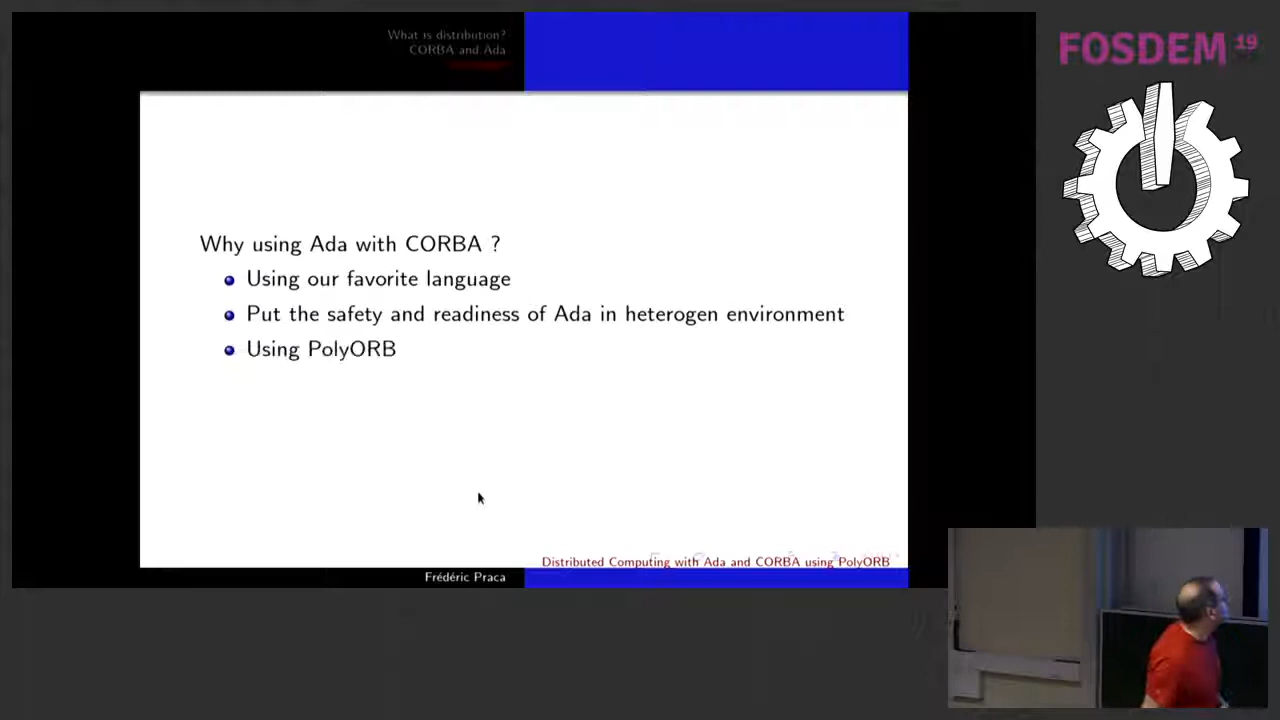 What is distribution?
CORBA and Ada
FOSDEM 19
Why using Ada with CORBA ?
Using our favorite language
Put the safety and readiness of Ada in heterogen environment
Using PolyORB
Distributed Computing with Ada and CORBA using PolyORB
Frédéric Praca